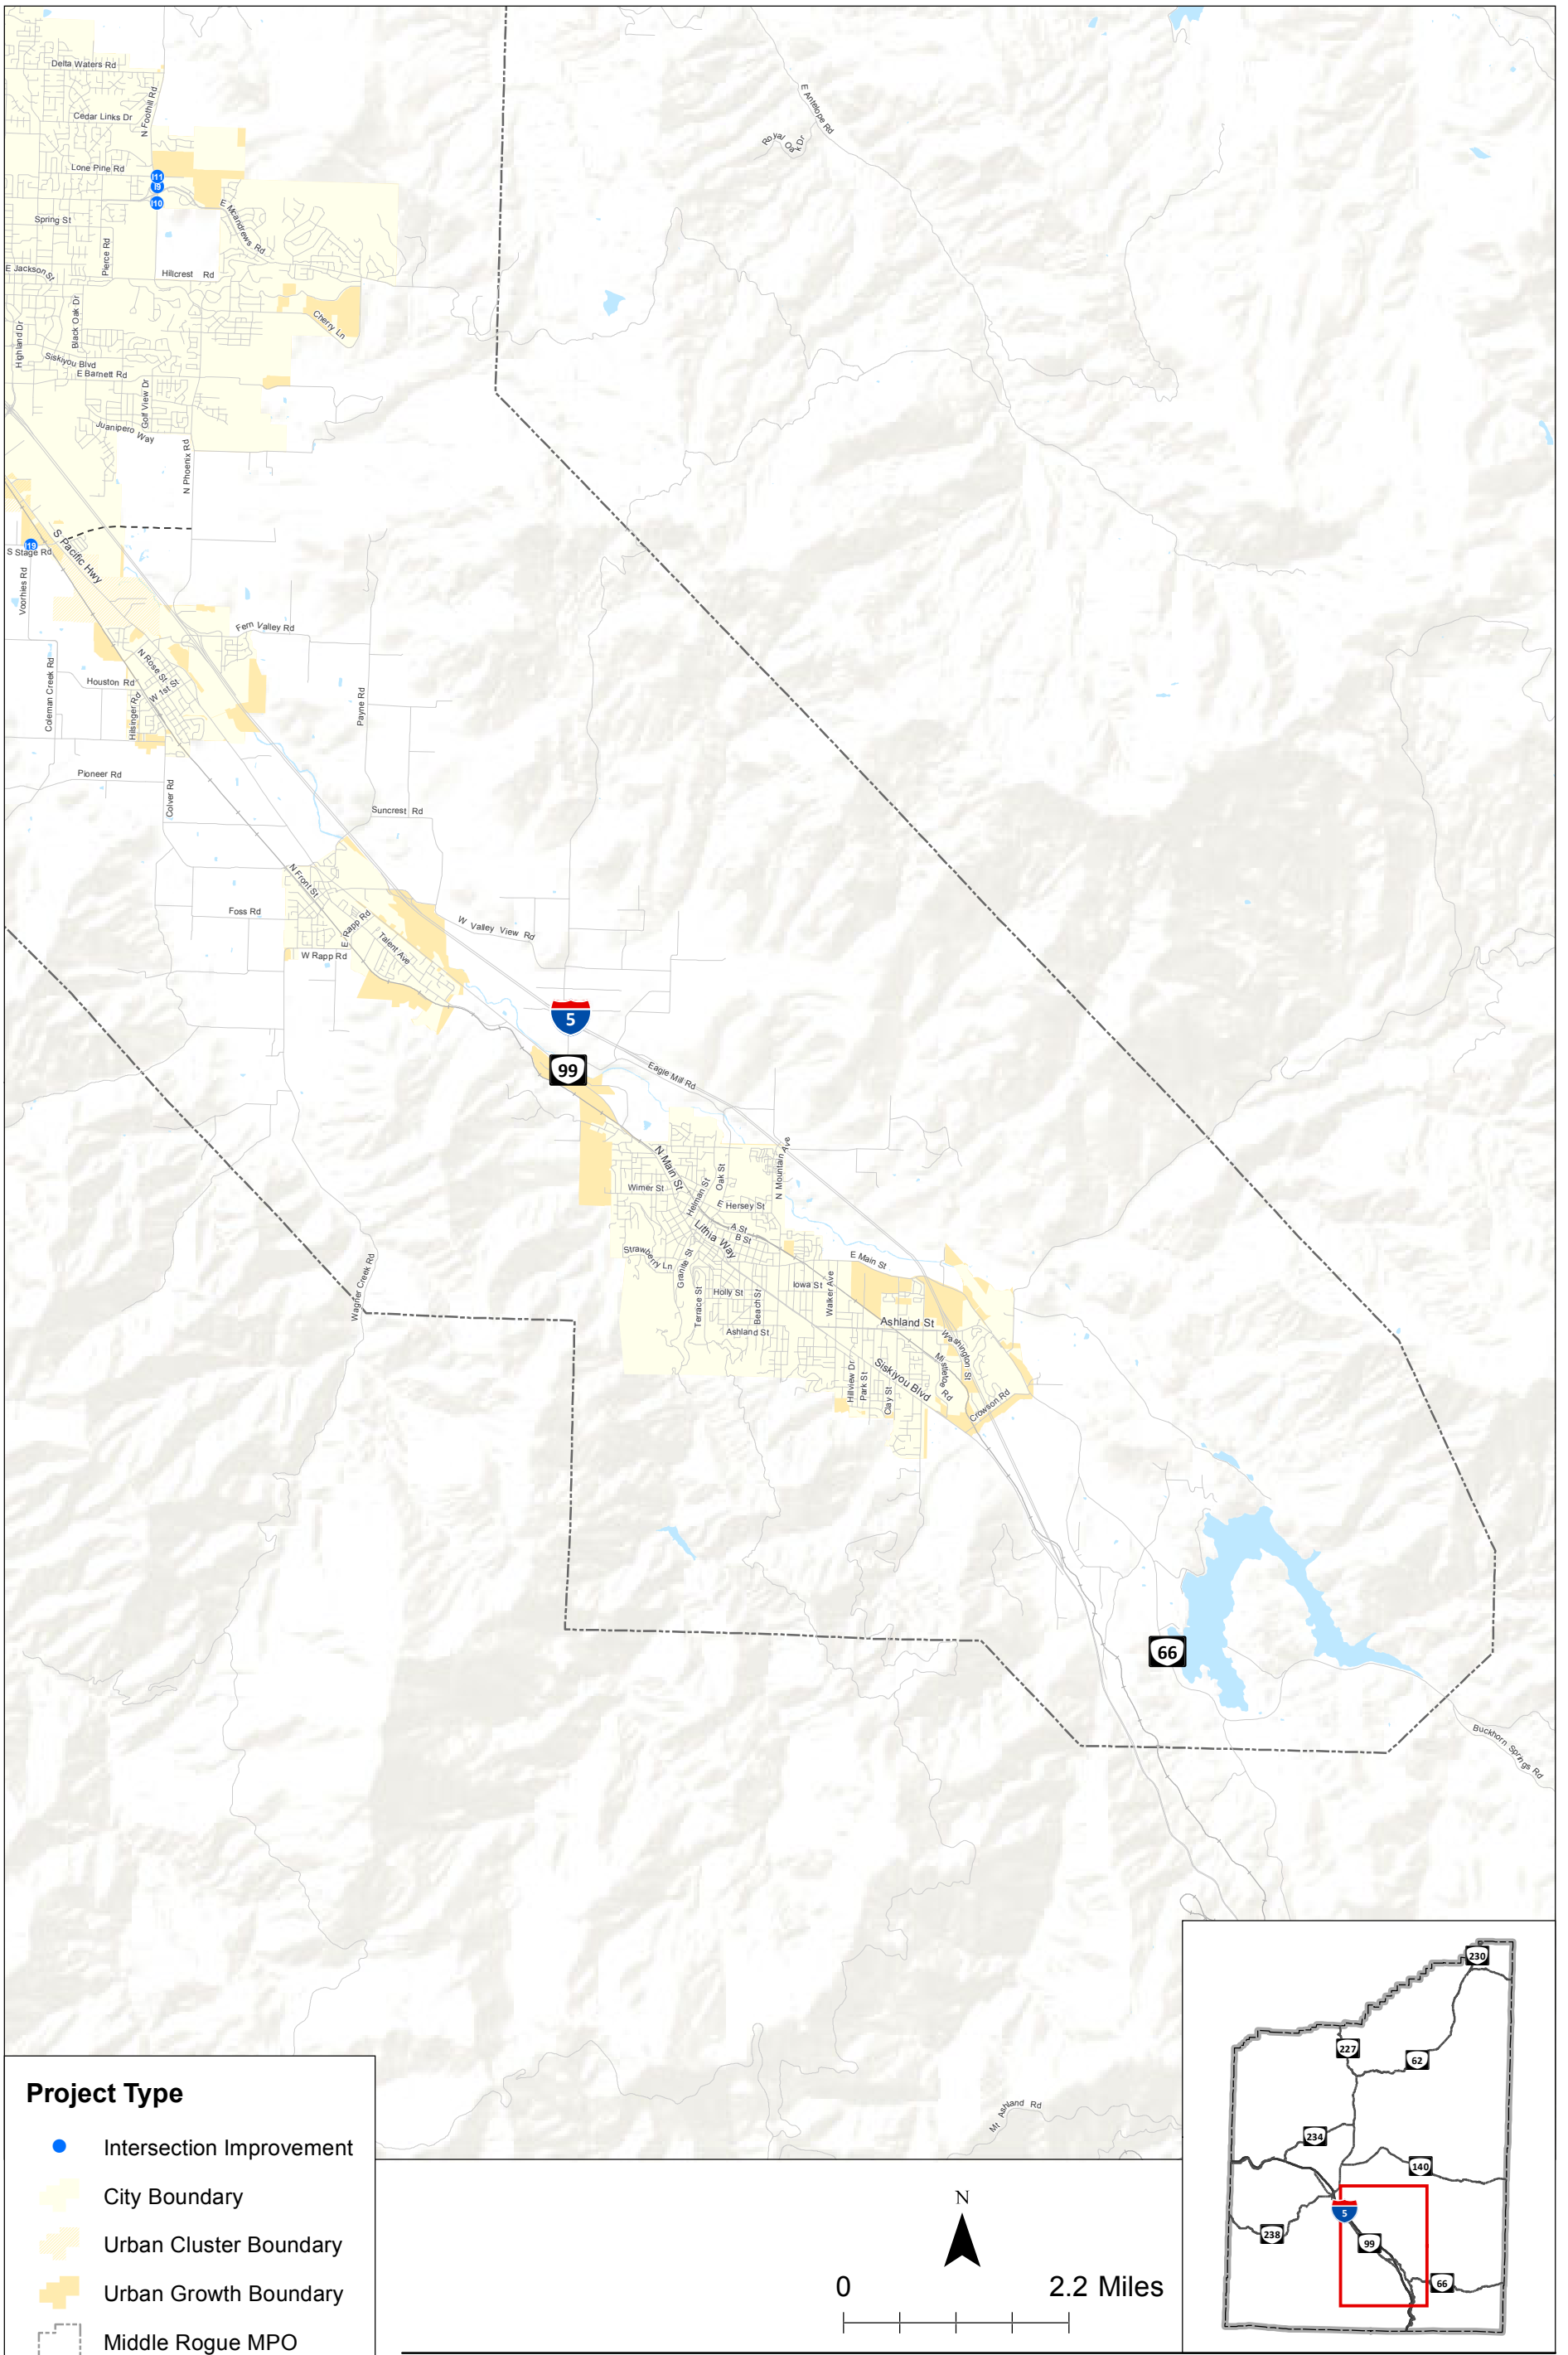 Delta Waters Rd
Cedar Links Dr
N Foothill Rd
E Antelope Rd
Royal Oak Dr
Lone Pine Rd
I11
I9
I10
Spring St
E Mcandrews Rd
Pierce Rd
E Jackson St
Hillcrest Rd
Highland Dr
Black Oak Dr
Cherry Ln
Siskiyou Blvd
E Barnett Rd
Golf View Dr
Juanipero Way
N Phoenix Rd
S Pacific Hwy
I19
S Stage Rd
Voorhies Rd
Fern Valley Rd
N Rose St
W 1st St
Houston Rd
Coleman Creek Rd
Hilsinger Rd
Payne Rd
Pioneer Rd
Colver Rd
Suncrest Rd
N Front St
Foss Rd
E Rapp Rd
Talent Ave
W Valley View Rd
W Rapp Rd
5
99
Eagle Mill Rd
N Main St
N Mountain Ave
Oak St
Wimer St
Helman St
E Hersey St
A St
B St
Lithia Way
Strawberry Ln
Granite St
E Main St
Wagner Creek Rd
Terrace St
Holly St
Beach St
Iowa St
Walker Ave
Ashland St
Ashland St
Washington St
Mistletoe Rd
Siskiyou Blvd
Hillview Dr
Park St
Clay St
Crowson Rd
66
Buckhorn Springs Rd
Mt Ashland Rd
Project Type
Intersection Improvement
City Boundary
Urban Cluster Boundary
Urban Growth Boundary
Middle Rogue MPO
N
0 2.2 Miles
230
227
62
234
140
5
238
99
66